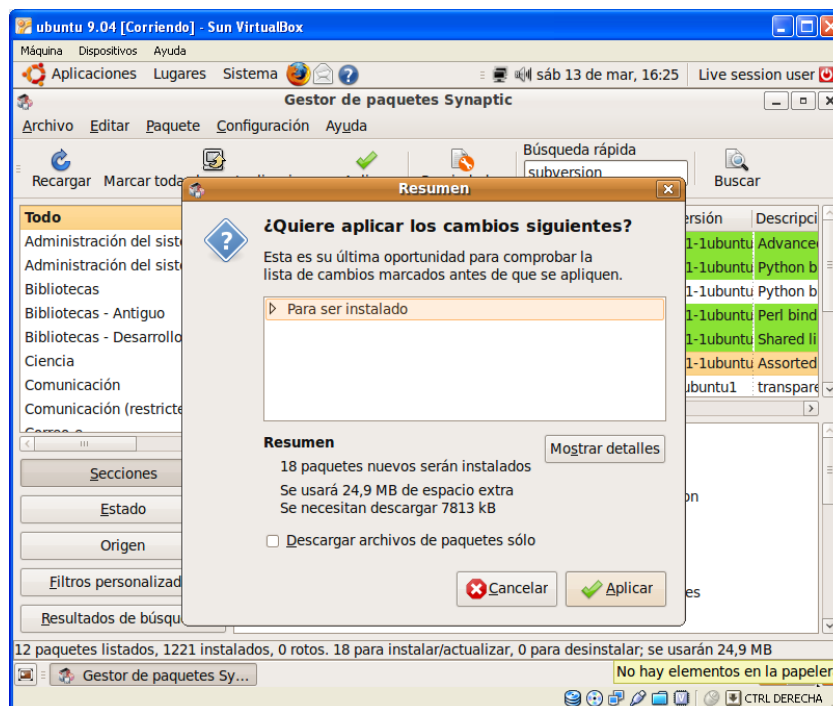 ubuntu 9.04 [Corriendo] - Sun VirtualBox
Máquina Dispositivos Ayuda
Aplicaciones Lugares Sistema sáb 13 de mar, 16:25 Live session user
Gestor de paquetes Synaptic
Archivo Editar Paquete Configuración Ayuda
Búsqueda rápida
subversion
Recargar Marcar toda Buscar
Resumen
Todo
Administración del sist
Administración del sist
Bibliotecas
Bibliotecas - Antiguo
Bibliotecas - Desarrollo
Ciencia
Comunicación
Comunicación (restricte
Secciones
Estado
Origen
Filtros personalizad
Resultados de búsqu
¿Quiere aplicar los cambios siguientes?
Esta es su última oportunidad para comprobar la
lista de cambios marcados antes de que se apliquen.
Para ser instalado
Resumen
Mostrar detalles
18 paquetes nuevos serán instalados
Se usará 24,9 MB de espacio extra
Se necesitan descargar 7813 kB
Descargar archivos de paquetes sólo
Cancelar Aplicar
ersión Descripci
1-1ubuntu Advanced
1-1ubuntu Python b
1-1ubuntu Python b
1-1ubuntu Perl bind
1-1ubuntu Shared li
1-1ubuntu Assorted
ubuntu1 transpare
on
es
12 paquetes listados, 1221 instalados, 0 rotos. 18 para instalar/actualizar, 0 para desinstalar; se usarán 24,9 MB
Gestor de paquetes Sy...
No hay elementos en la papeler
CTRL DERECHA